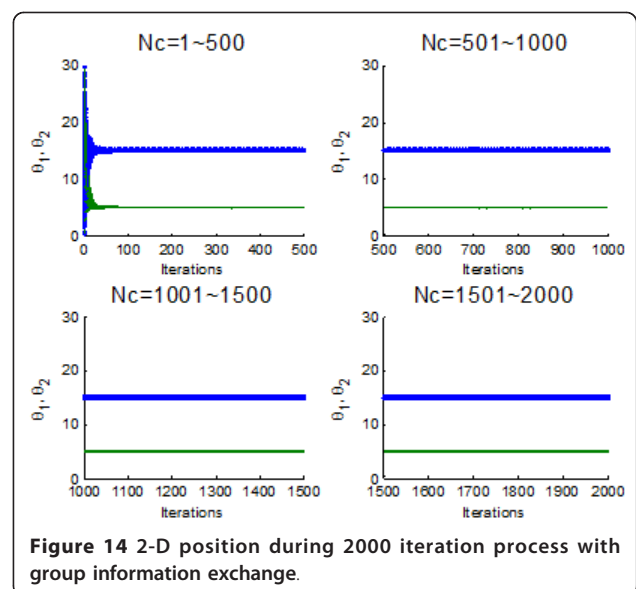 Nc=1~500
30
20
10
0
θ1, θ2
0 100 200 300 400 500
Iterations
Nc=501~1000
30
20
10
0
θ1, θ2
500 600 700 800 900 1000
Iterations
Nc=1001~1500
30
20
10
0
θ1, θ2
1000 1100 1200 1300 1400 1500
Iterations
Nc=1501~2000
30
20
10
0
θ1, θ2
1500 1600 1700 1800 1900 2000
Iterations
Figure 14 2-D position during 2000 iteration process with
group information exchange.